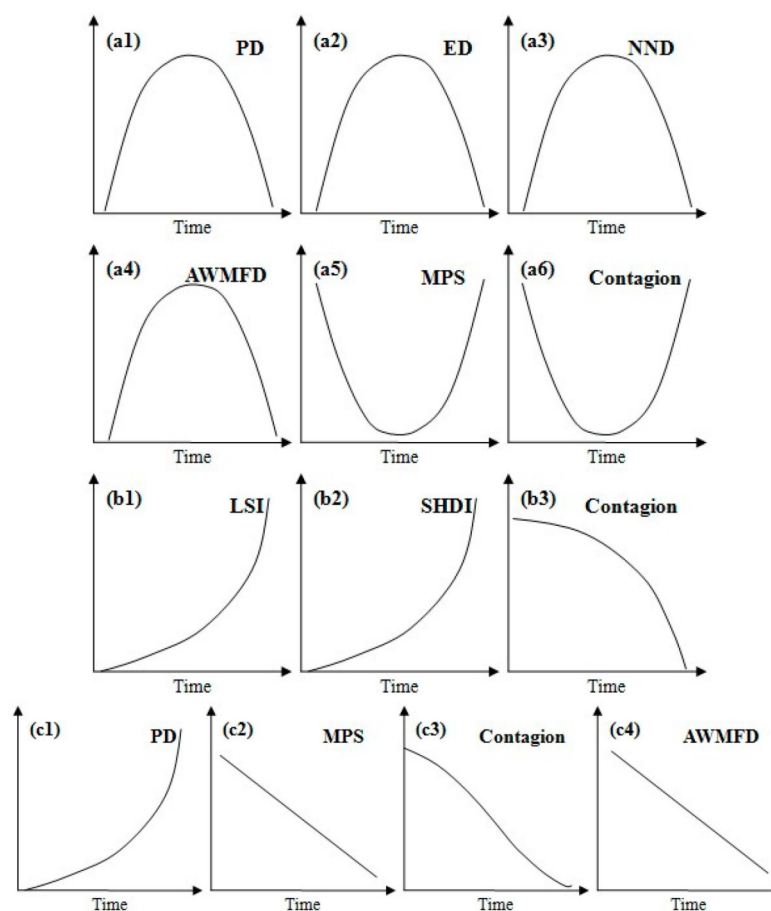 (a1) PD
(a2) ED
(a3) NND
Time
Time
Time
(a4) AWMFD
(a5) MPS
(a6) Contagion
Time
Time
Time
(b1) LSI
(b2) SHDI
(b3) Contagion
Time
Time
Time
(c1) PD
(c2) MPS
(c3) Contagion
(c4) AWMFD
Time
Time
Time
Time